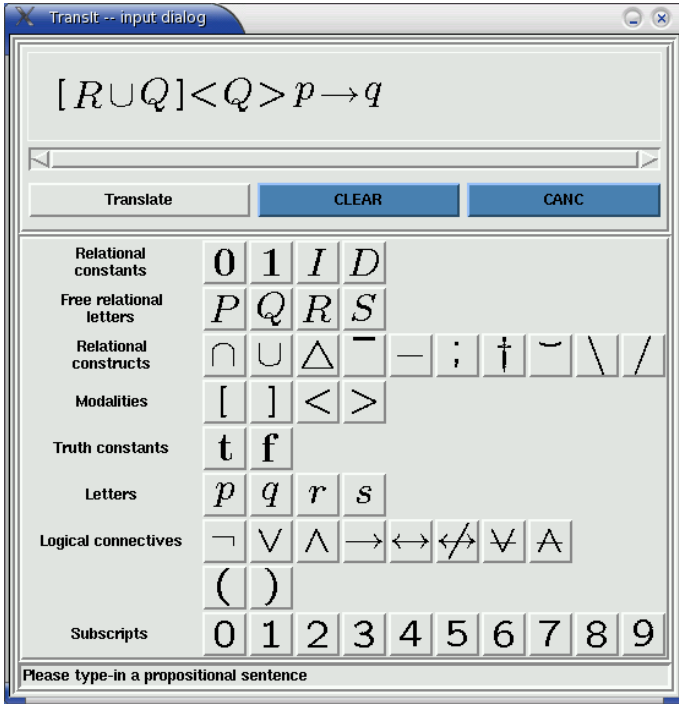 TransIt -- input dialog
[R∪Q]<Q>p→q
Translate CLEAR CANC
Relational constants 0 1 I D
Free relational letters P Q R S
Relational constructs ∩ ∪ △ ‾ — ; † ⌣ \ /
Modalities [ ] < >
Truth constants t f
Letters p q r s
Logical connectives ¬ ∨ ∧ → ↔ ↮ ⊻ ⊼
( )
Subscripts 0 1 2 3 4 5 6 7 8 9
Please type-in a propositional sentence